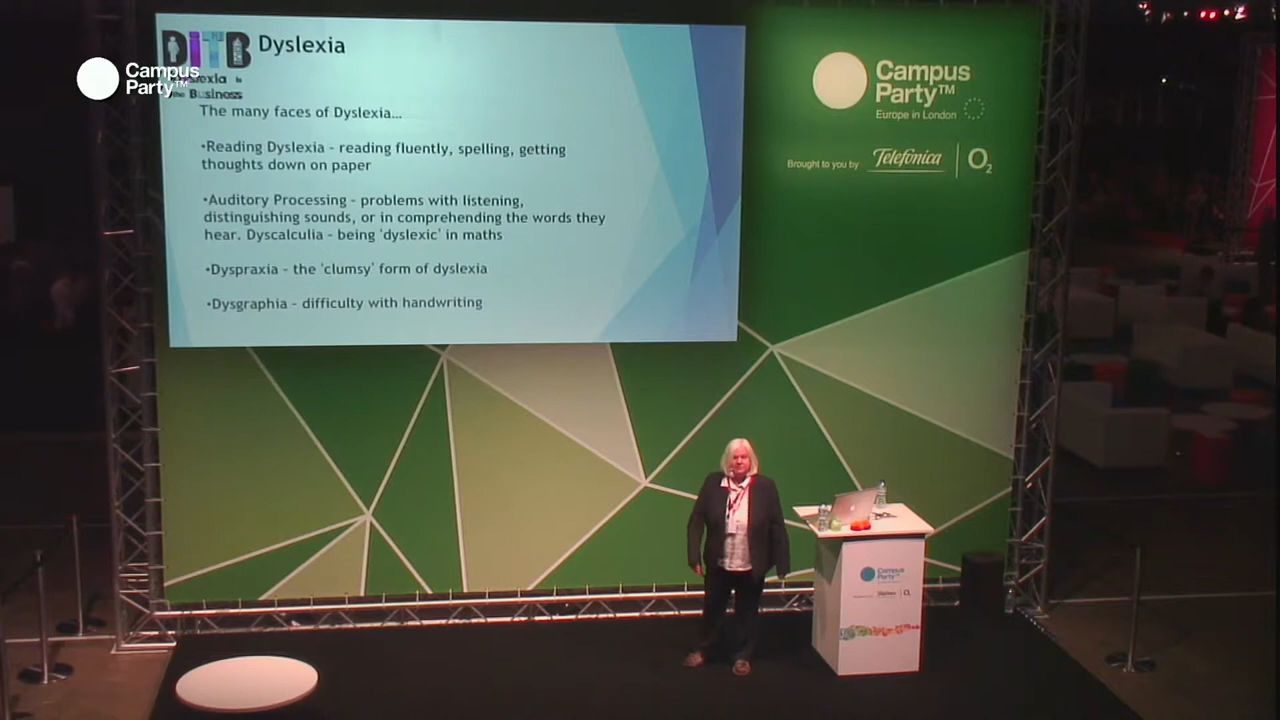 DiTB
Dyslexia
Campus
Party™
Business
The many faces of Dyslexia...
•Reading Dyslexia - reading fluently, spelling, getting
thoughts down on paper
•Auditory Processing - problems with listening,
distinguishing sounds, or in comprehending the words they
hear. Dyscalculia - being 'dyslexic' in maths
•Dyspraxia - the 'clumsy' form of dyslexia
•Dysgraphia - difficulty with handwriting
Campus
Party™
Europe in London
Brought to you by
Telefónica
O2
Campus
Party™